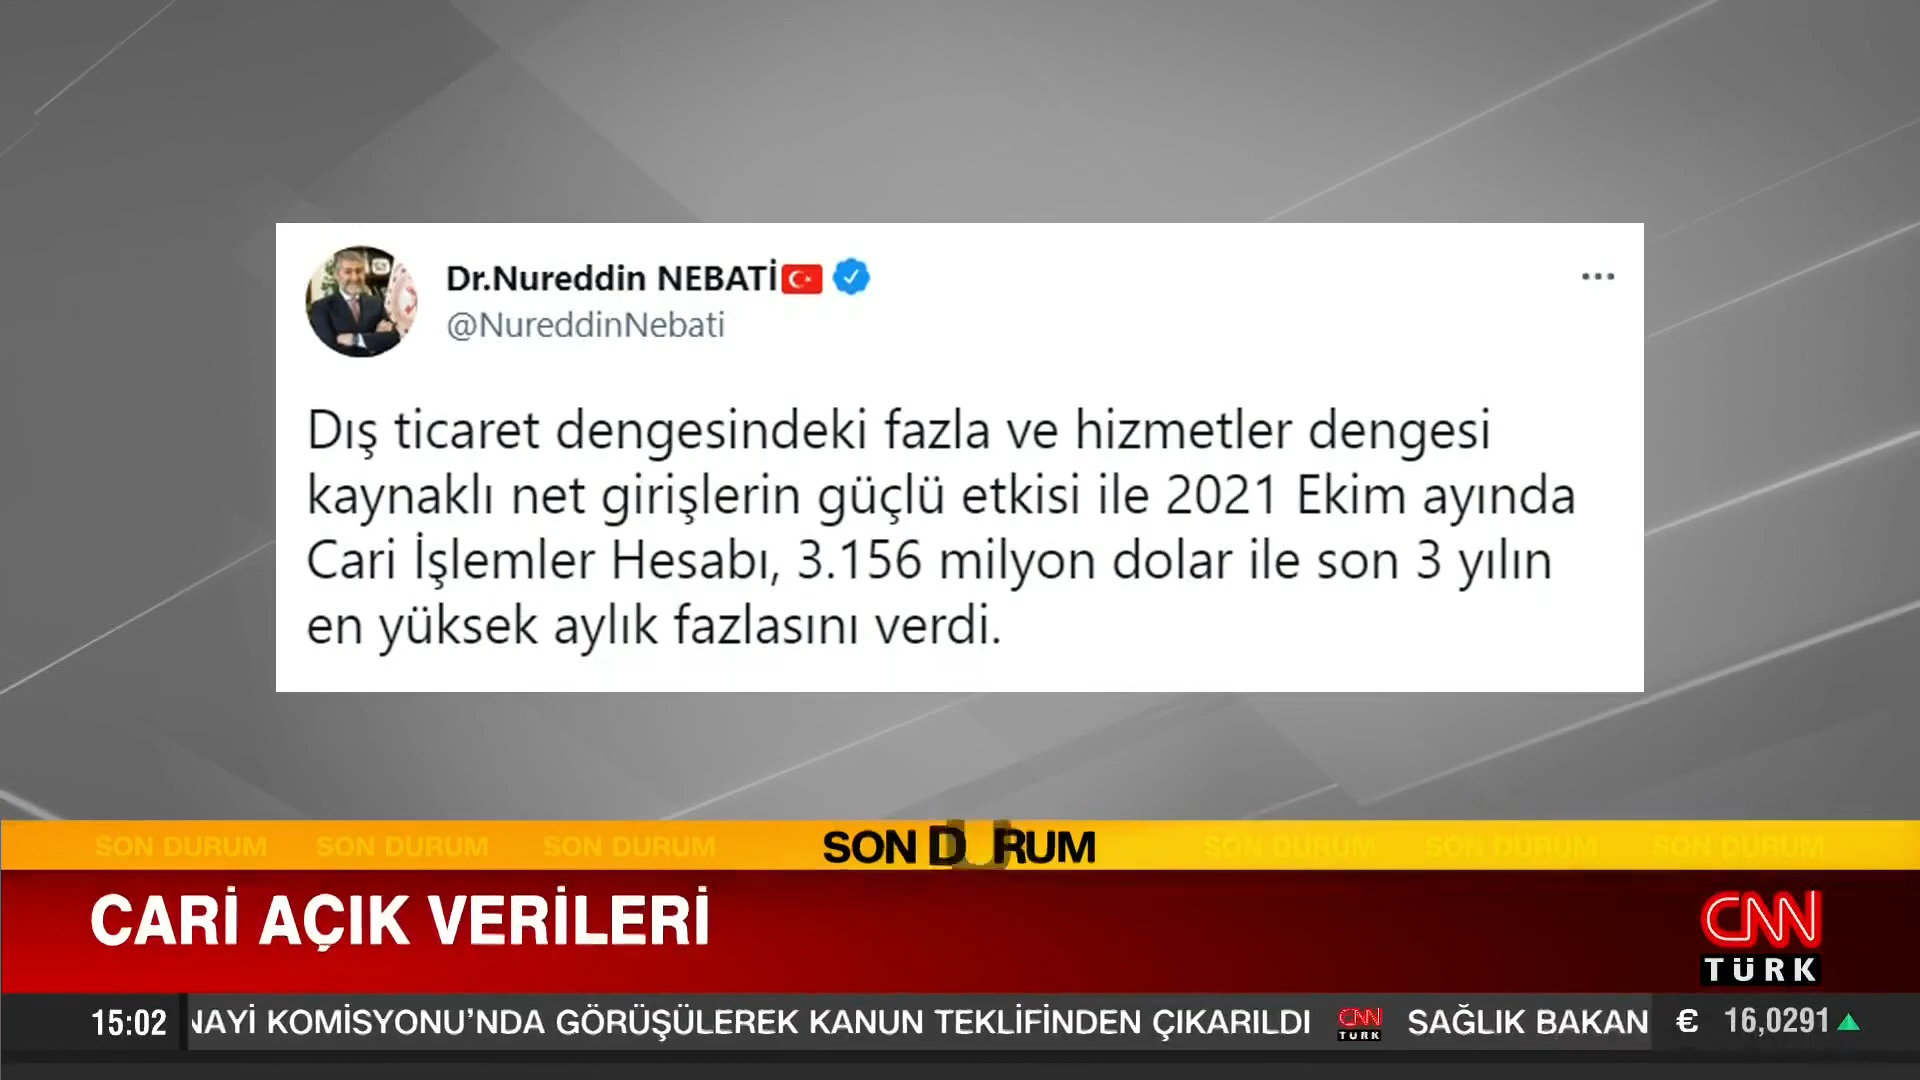 Dr.Nureddin NEBATİ
@NureddinNebati
Dış ticaret dengesindeki fazla ve hizmetler dengesi
kaynaklı net girişlerin güçlü etkisi ile 2021 Ekim ayında
Cari İşlemler Hesabı, 3.156 milyon dolar ile son 3 yılın
en yüksek aylık fazlasını verdi.
SON DURUM SON DURUM SON DURUM SON DURUM SON DURUM SON DURUM SON DURUM
CARİ AÇIK VERİLERİ
CNN
TÜRK
15:02 NAYİ KOMİSYONU'NDA GÖRÜŞÜLEREK KANUN TEKLİFİNDEN ÇIKARILDI CNN TÜRK SAĞLIK BAKAN € 16,0291